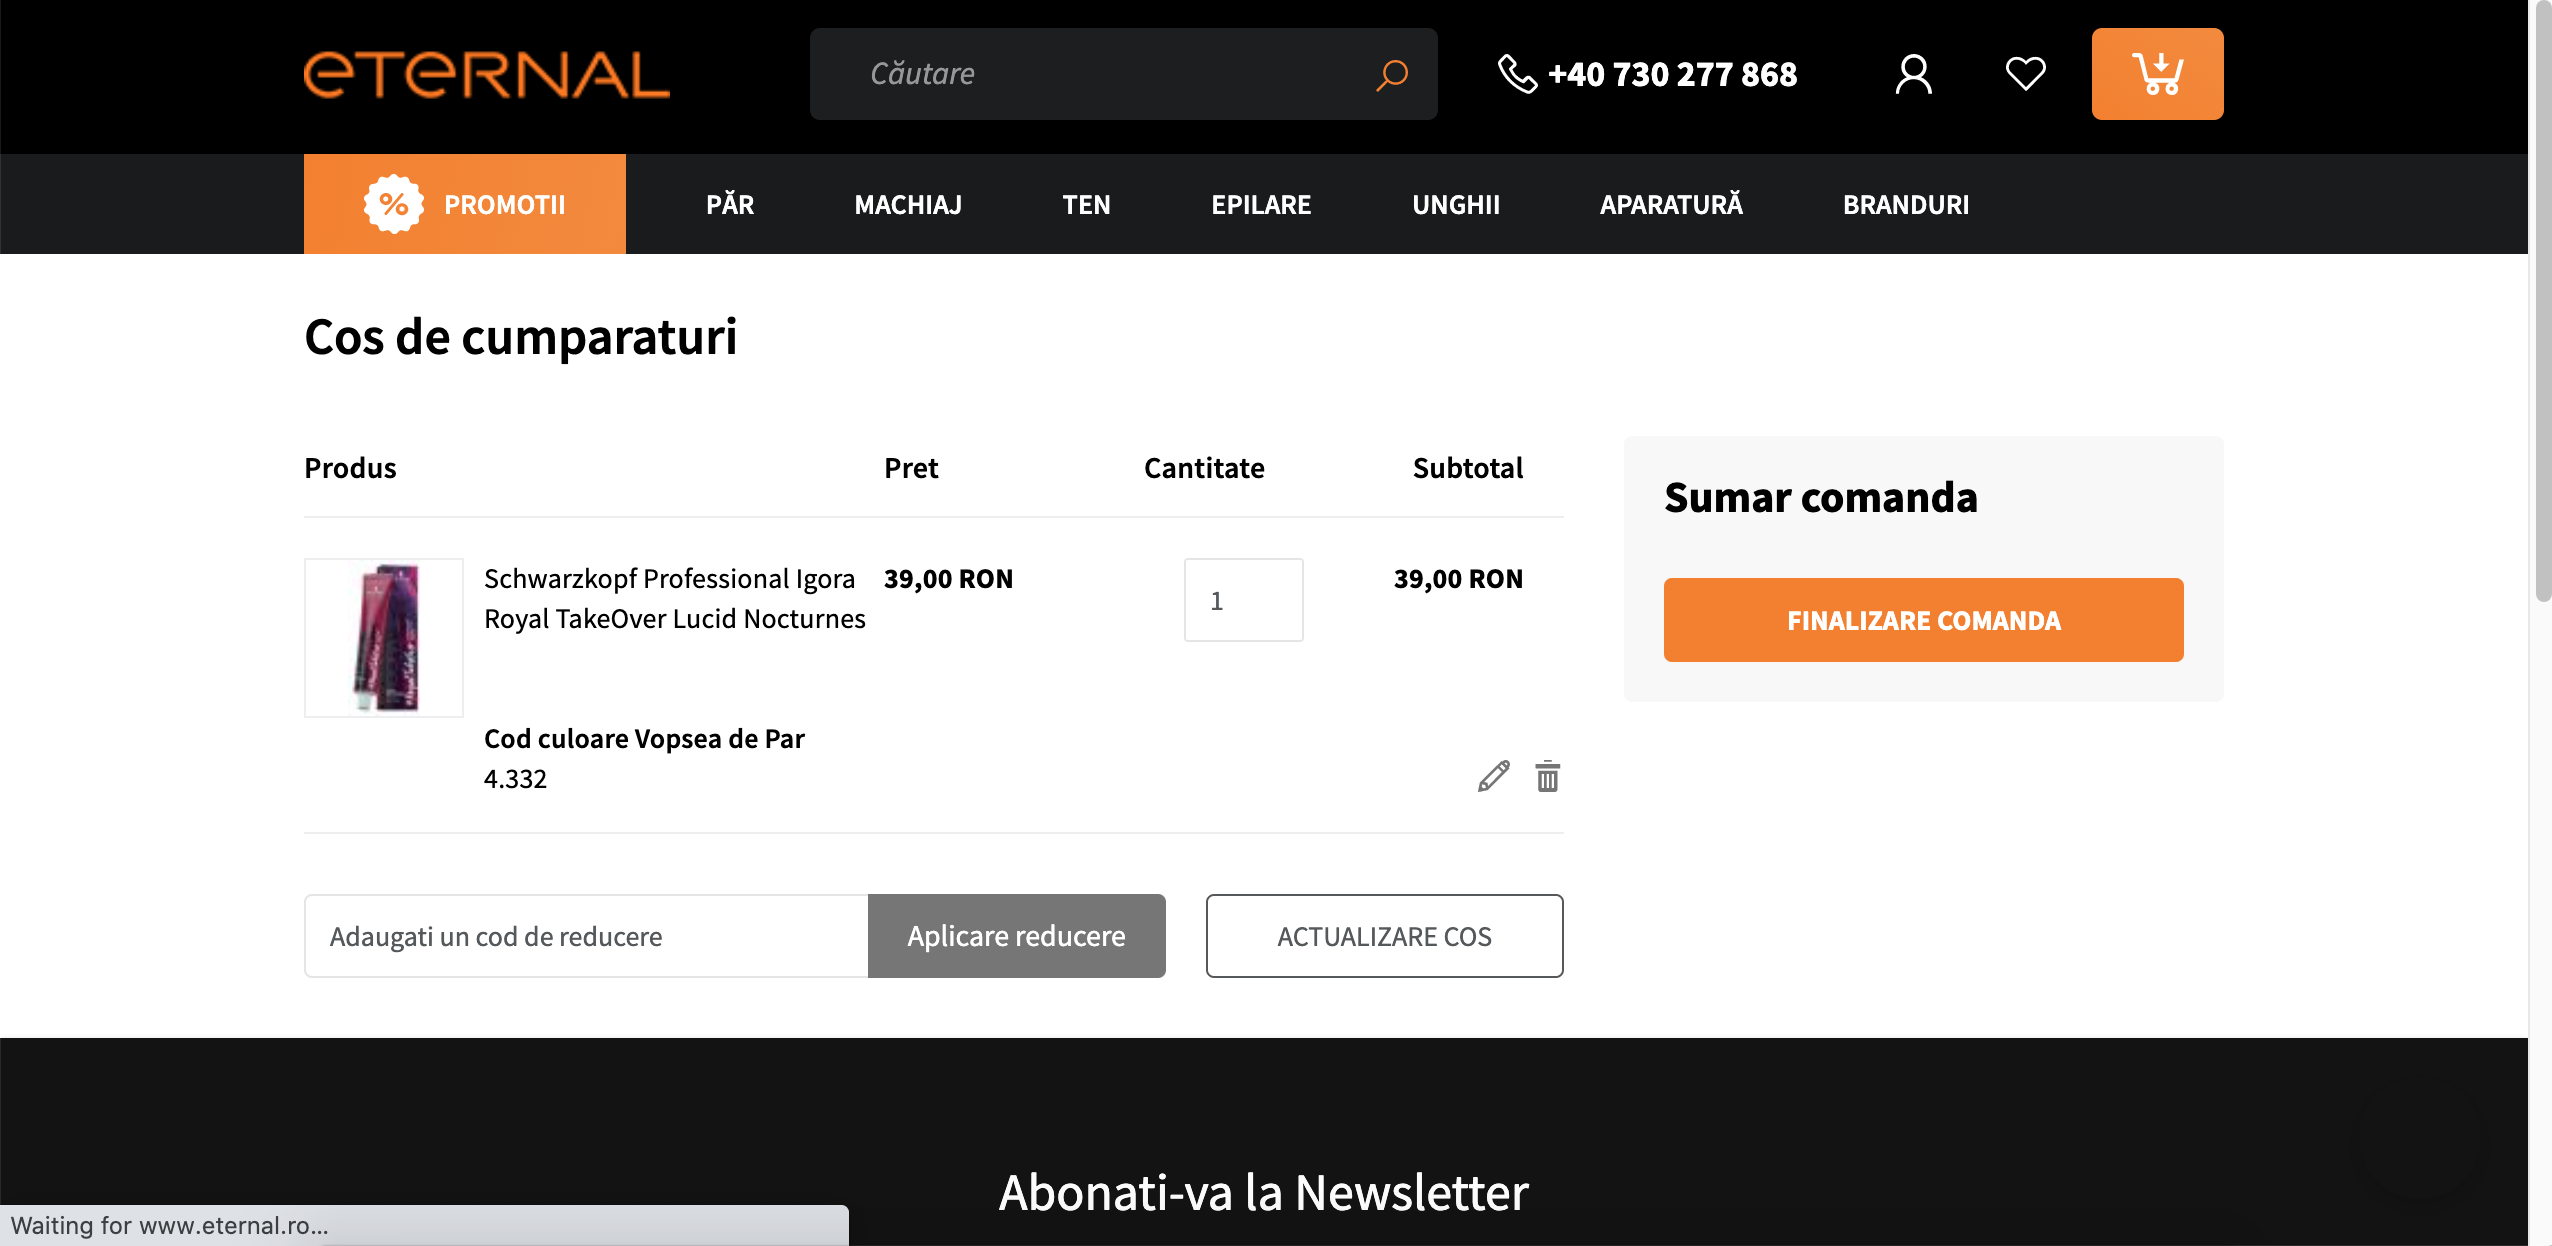 eTERNAL
Căutare
+40 730 277 868
% PROMOTII
PĂR
MACHIAJ
TEN
EPILARE
UNGHII
APARATURĂ
BRANDURI
Cos de cumparaturi
Produs
Pret
Cantitate
Subtotal
Schwarzkopf Professional Igora
Royal TakeOver Lucid Nocturnes
39,00 RON
1
39,00 RON
Cod culoare Vopsea de Par
4.332
Sumar comanda
FINALIZARE COMANDA
Adaugati un cod de reducere
Aplicare reducere
ACTUALIZARE COS
Abonati-va la Newsletter
Waiting for www.eternal.ro...